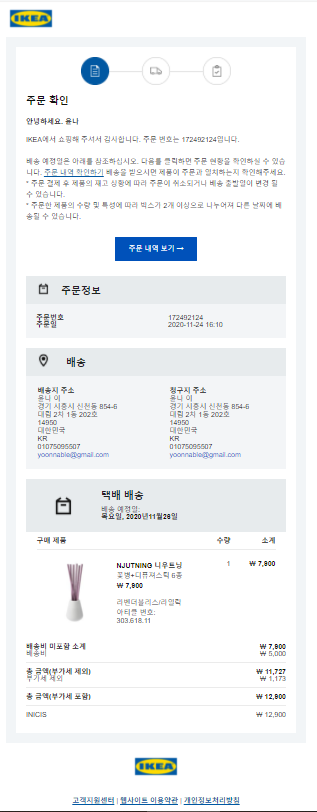 IKEA
주문 확인
안녕하세요. 윤나
IKEA에서 쇼핑해 주셔서 감사합니다. 주문 번호는 172492124입니다.
배송 예정일은 아래를 참조하십시오. 다음를 클릭하면 주문 현황을 확인하실 수 있습
니다. 주문 내역 확인하기 배송을 받으시면 제품이 주문과 일치하는지 확인해주세요.
* 주문 결제 후 제품의 재고 상황에 따라 주문이 취소되거나 배송 출발일이 변경 될
수 있습니다.
* 주문한 제품의 수량 및 특성에 따라 박스가 2개 이상으로 나누어져 다른 날짜에 배
송될 수 있습니다.
주문 내역 보기 →
주문정보
주문번호 172492124
주문일 2020-11-24 16:10
배송
배송지 주소 청구지 주소
윤나 이 윤나 이
경기 시흥시 신천동 854-6 경기 시흥시 신천동 854-6
대림 2차 1동 202호 대림 2차 1동 202호
14950 14950
대한민국 대한민국
KR KR
01075095507 01075095507
yoonnable@gmail.com yoonnable@gmail.com
택배 배송
배송 예정일:
목요일, 2020년11월26일
구매 제품 수량 소계
NJUTNING 니우트닝 1 ₩ 7,900
꽃병+디퓨져스틱 6종
₩ 7,900
라벤더블리스/라일락
아티클 번호:
303.618.11
배송비 미포함 소계 ₩ 7,900
배송비 ₩ 5,000
총 금액(부가세 제외) ₩ 11,727
부가세 제외 ₩ 1,173
총 금액(부가세 포함) ₩ 12,900
INICIS ₩ 12,900
IKEA
고객지원센터 | 웹사이트 이용약관 | 개인정보처리방침